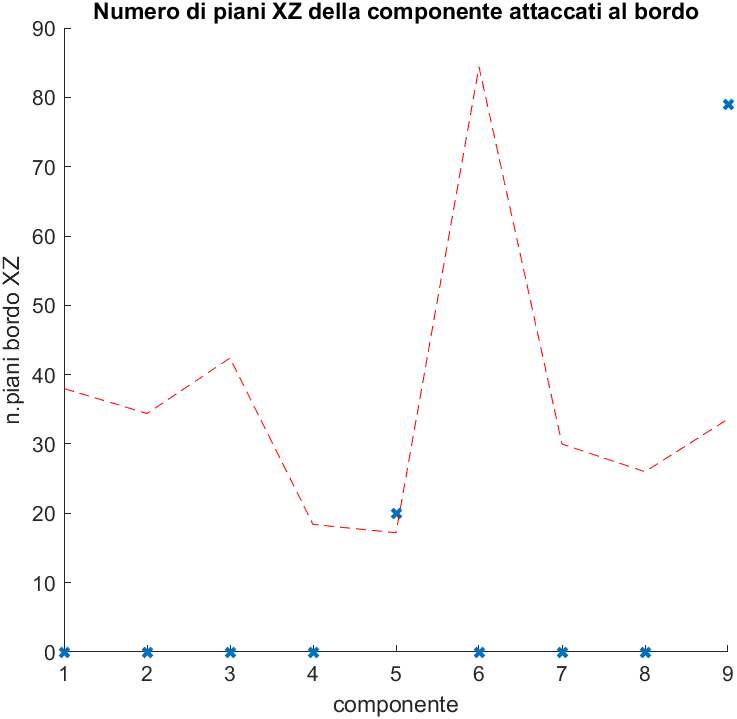 Numero di piani XZ della componente attaccati al bordo
90
80
70
60
50
40
30
20
10
0
n.piani bordo XZ
1 2 3 4 5 6 7 8 9
componente